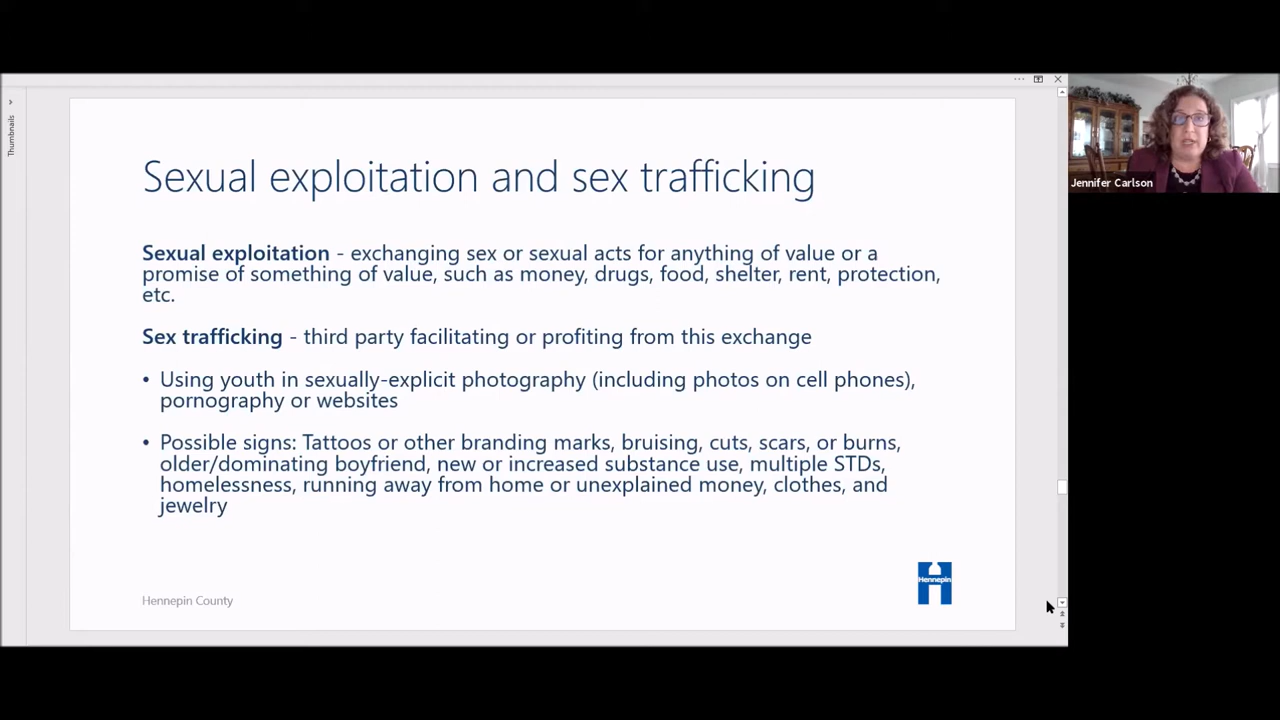 Thumbnails
Sexual exploitation and sex trafficking
Sexual exploitation - exchanging sex or sexual acts for anything of value or a
promise of something of value, such as money, drugs, food, shelter, rent, protection,
etc.
Sex trafficking - third party facilitating or profiting from this exchange
• Using youth in sexually-explicit photography (including photos on cell phones),
pornography or websites
• Possible signs: Tattoos or other branding marks, bruising, cuts, scars, or burns,
older/dominating boyfriend, new or increased substance use, multiple STDs,
homelessness, running away from home or unexplained money, clothes, and
jewelry
Hennepin County
Hennepin
Jennifer Carlson